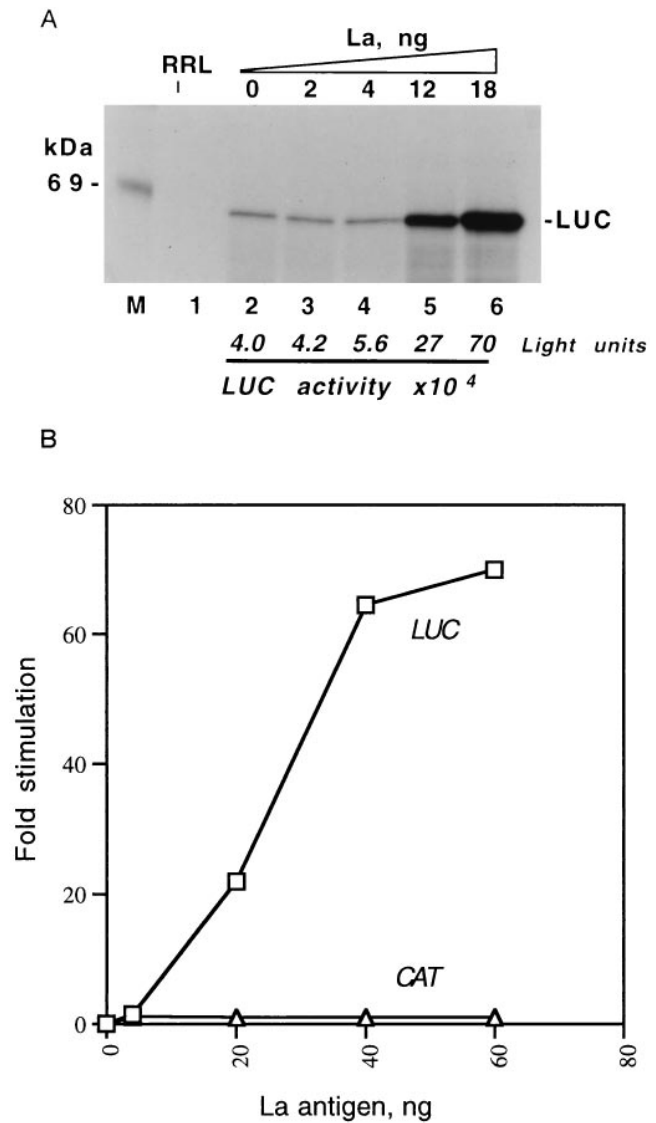 A
La, ng
RRL
0 2 4 12 18
kDa
69-
-LUC
M 1 2 3 4 5 6
4.0 4.2 5.6 27 70 Light units
LUC activity x10 4
B
80
60
40
20
0
Fold stimulation
LUC
CAT
0 20 40 60 80
La antigen, ng